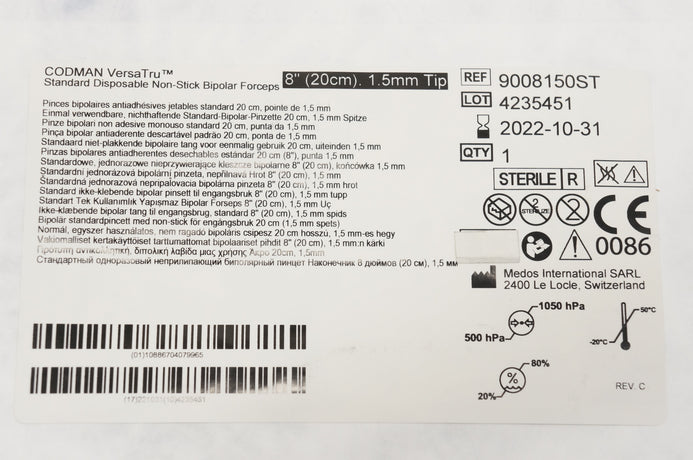 CODMAN VersaTru™
Standard Disposable Non-Stick Bipolar Forceps 8" (20cm). 1.5mm Tip
Pinces bipolaires antiadhésives jetables standard 20 cm, pointe de 1,5 mm
Einmal verwendbare, nichthaftende Standard-Bipolar-Pinzette 20 cm, 1,5 mm Spitze
Pinze bipolari non adesive monouso standard 20 cm, punta da 1,5 mm
Pinça bipolar antiaderente descartável padrão 20 cm, ponta de 1,5 mm
Standaard niet-plakkende bipolaire tang voor eenmalig gebruik 20 cm, uiteinden 1,5 mm
Pinzas bipolares antiadherentes desechables estándar 20 cm (8"), punta 1,5 mm
Standardowe, jednorazowe nieprzywierające kleszcze bipolarne 8" (20 cm), końcówka 1,5 mm
Standardní jednorázová bipolární pinzeta, nepřilnavá Hrot 8" (20 cm), 1,5 mm
Štandardná jednorazová nepripaľovacia bipolárna pinzeta 8" (20 cm), 1,5 mm hrot
Standard ikke-klebende bipolar pinsett til engangsbruk 8" (20 cm), 1,5 mm tupp
Standart Tek Kullanımlık Yapışmaz Bipolar Forseps 8" (20 cm), 1,5 mm Uç
Ikke-klæbende bipolar tang til engangsbrug, standard 8" (20 cm), 1,5 mm spids
Bipolär standardpincett med non-stick för engångsbruk 20 cm (1,5 mm spets)
Normál, egyszer használatos, nem ragadó bipoláris csipesz 20 cm hosszú, 1,5 mm-es hegy
Vakiomalliset kertakäyttöiset tarttumattomat bipolaariset pihdit 8" (20 cm), 1,5 mm:n kärki
Πρότυπη αντικολλητική, διπολική λαβίδα μιας χρήσης Άκρο 20cm, 1,5mm
Стандартный одноразовый неприлипающий биполярный пинцет Наконечник 8 дюймов (20 см), 1,5 мм
(01)10886704079965
(17)221031(10)4235451
REF 9008150ST
LOT 4235451
2022-10-31
QTY 1
STERILE R
2
STERILIZE
CE
0086
Medos International SARL
2400 Le Locle, Switzerland
1050 hPa
500 hPa
50°C
-20°C
80%
%
20%
REV. C